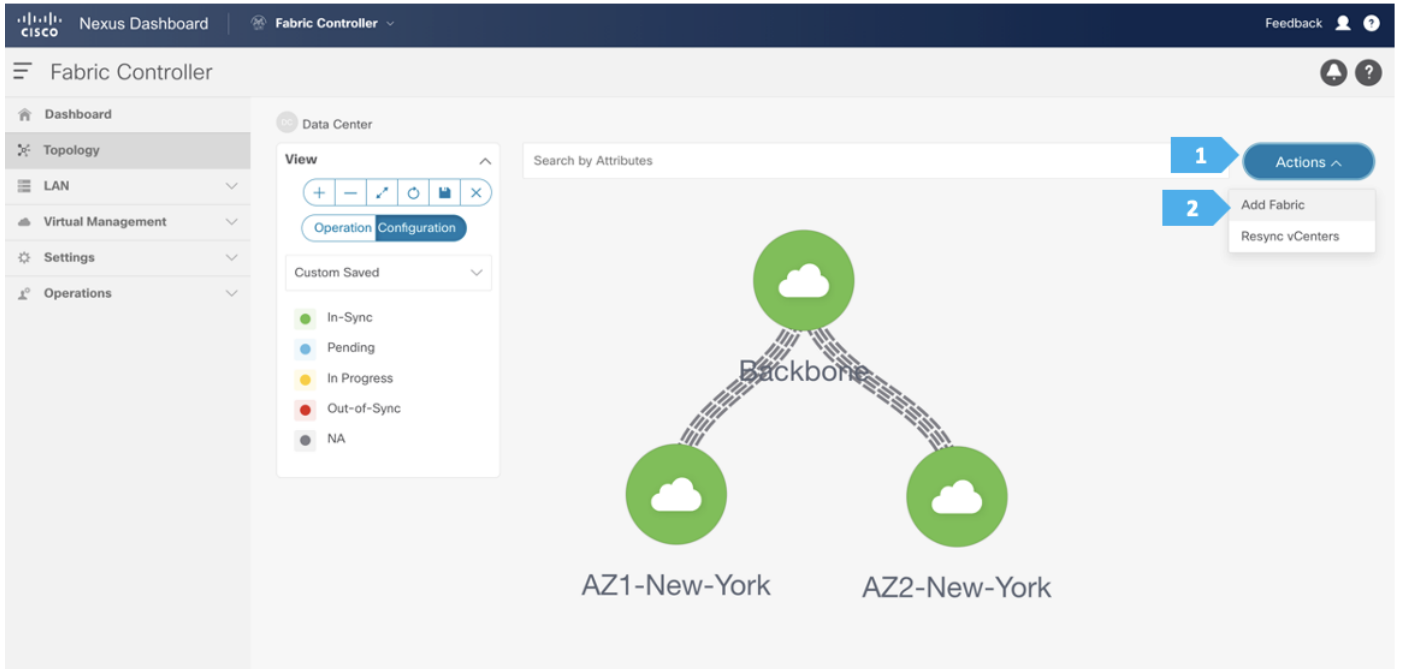 cisco Nexus Dashboard Fabric Controller Feedback ?
Fabric Controller ?
Dashboard
Topology
LAN
Virtual Management
Settings
Operations
Data Center
View
+ −
Operation Configuration
Custom Saved
In-Sync
Pending
In Progress
Out-of-Sync
NA
Search by Attributes
1 Actions
2 Add Fabric
Resync vCenters
Backbone
AZ1-New-York
AZ2-New-York